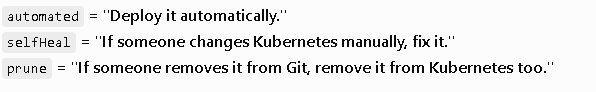 automated = "Deploy it automatically."
selfHeal = "If someone changes Kubernetes manually, fix it."
prune = "If someone removes it from Git, remove it from Kubernetes too."